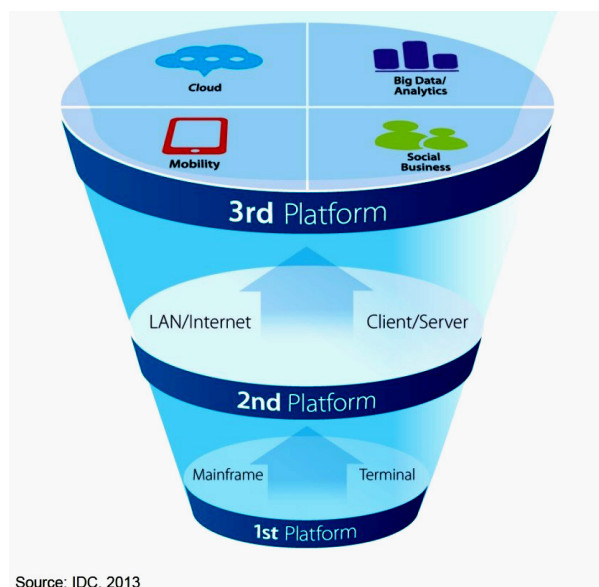 Cloud
Big Data/
Analytics
Mobility
Social
Business
3rd Platform
LAN/Internet
Client/Server
2nd Platform
Mainframe
Terminal
1st Platform
Source: IDC, 2013